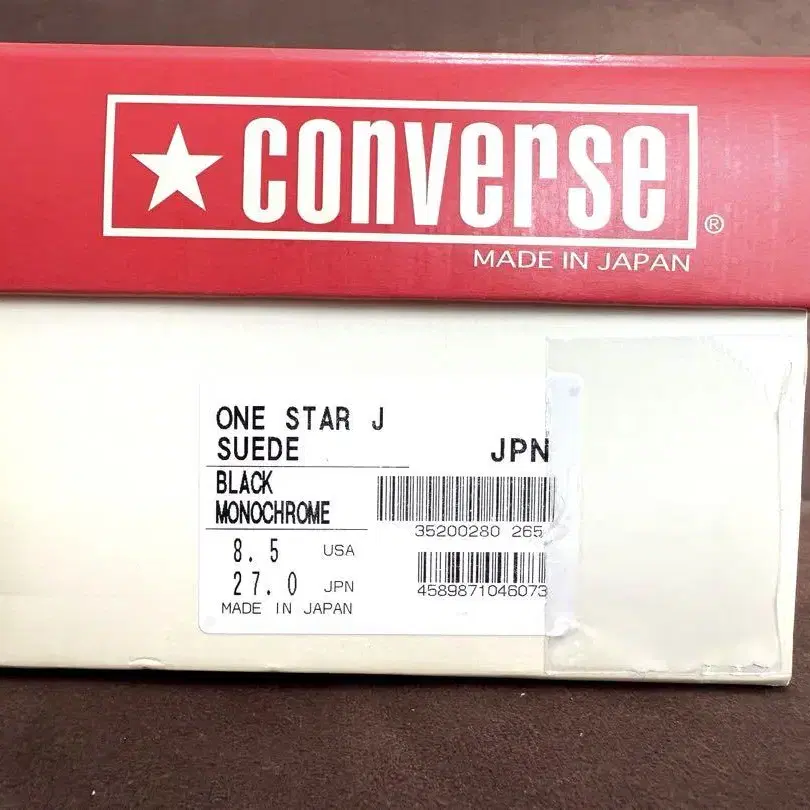 converse®
MADE IN JAPAN
ONE STAR J
SUEDE
JPN
BLACK
MONOCHROME
35200280 265
8.5 USA
27.0 JPN
4589871046073
MADE IN JAPAN